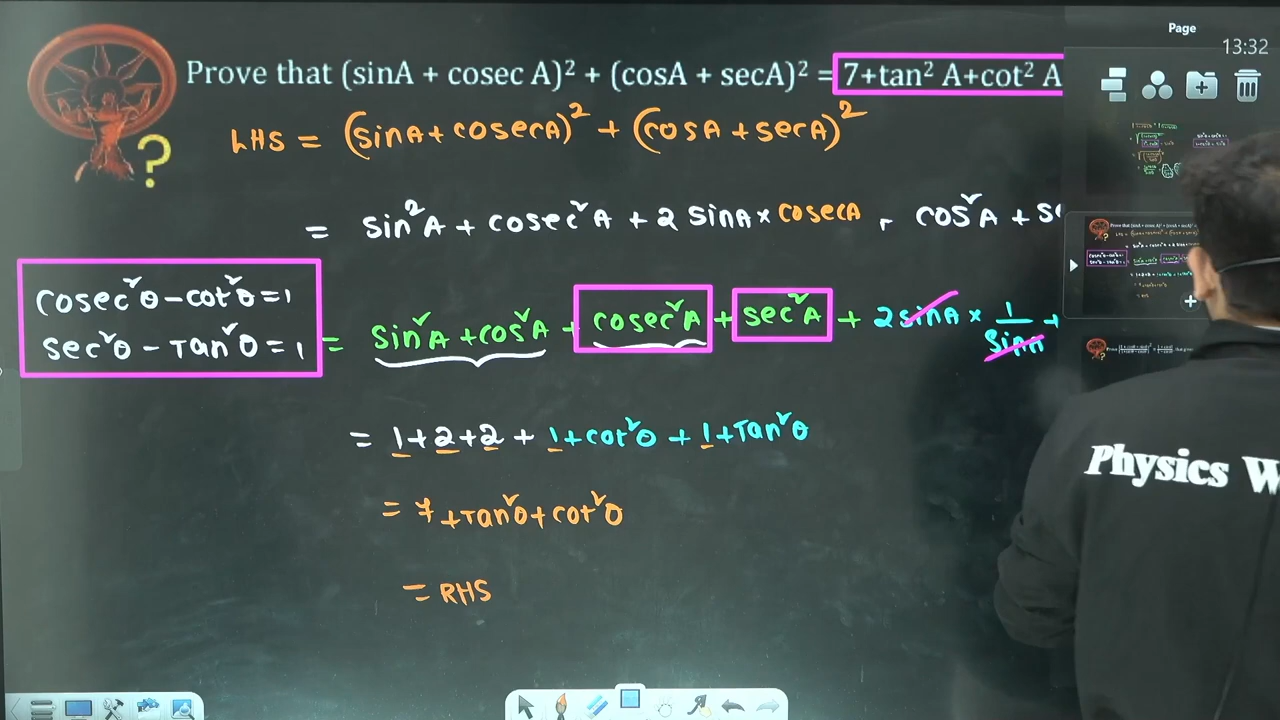 Page
13:32
Prove that (sinA + cosec A)² + (cosA + secA)² = 7+tan² A+cot² A
LHS = (sinA+cosecA)² + (cosA+secA)²
?
= sin²A + cosec²A + 2 sinA × cosecA + cos²A + se
cosec²θ - cot²θ = 1
sec²θ - Tan²θ = 1
= sin²A + cos²A + cosec²A + sec²A + 2sinA × 1/sinA +
= 1+2+2 + 1+cot²θ + 1+Tan²θ
= 7 + Tan²θ + cot²θ
= RHS
Physics W